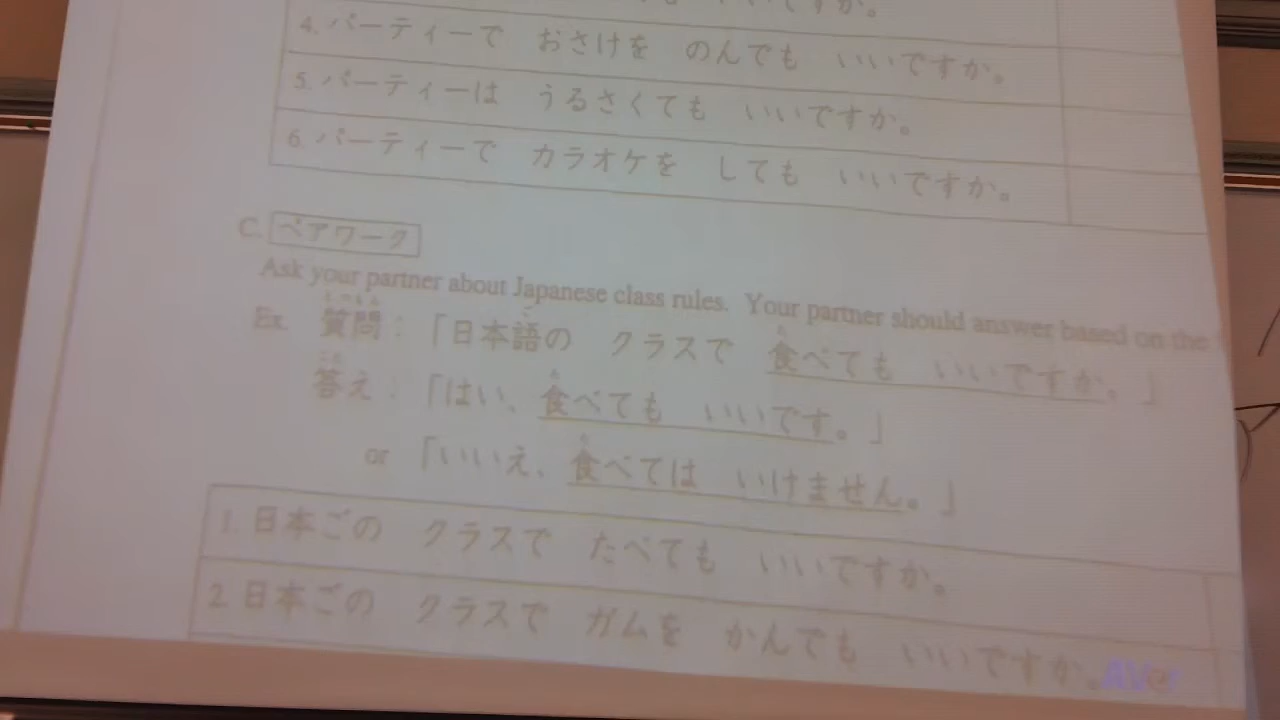 いいですか。
4. パーティーで おさけを のんでも いいですか。
5. パーティーは うるさくても いいですか。
6. パーティーで カラオケを しても いいですか。
C. ペアワーク
Ask your partner about Japanese class rules. Your partner should answer based on the
Ex. 質問：「日本語の クラスで 食べても いいですか。」
答え：「はい、食べても いいです。」
or 「いいえ、食べては いけません。」
1. 日本ごの クラスで たべても いいですか。
2. 日本ごの クラスで ガムを かんでも いいですか。
AVer